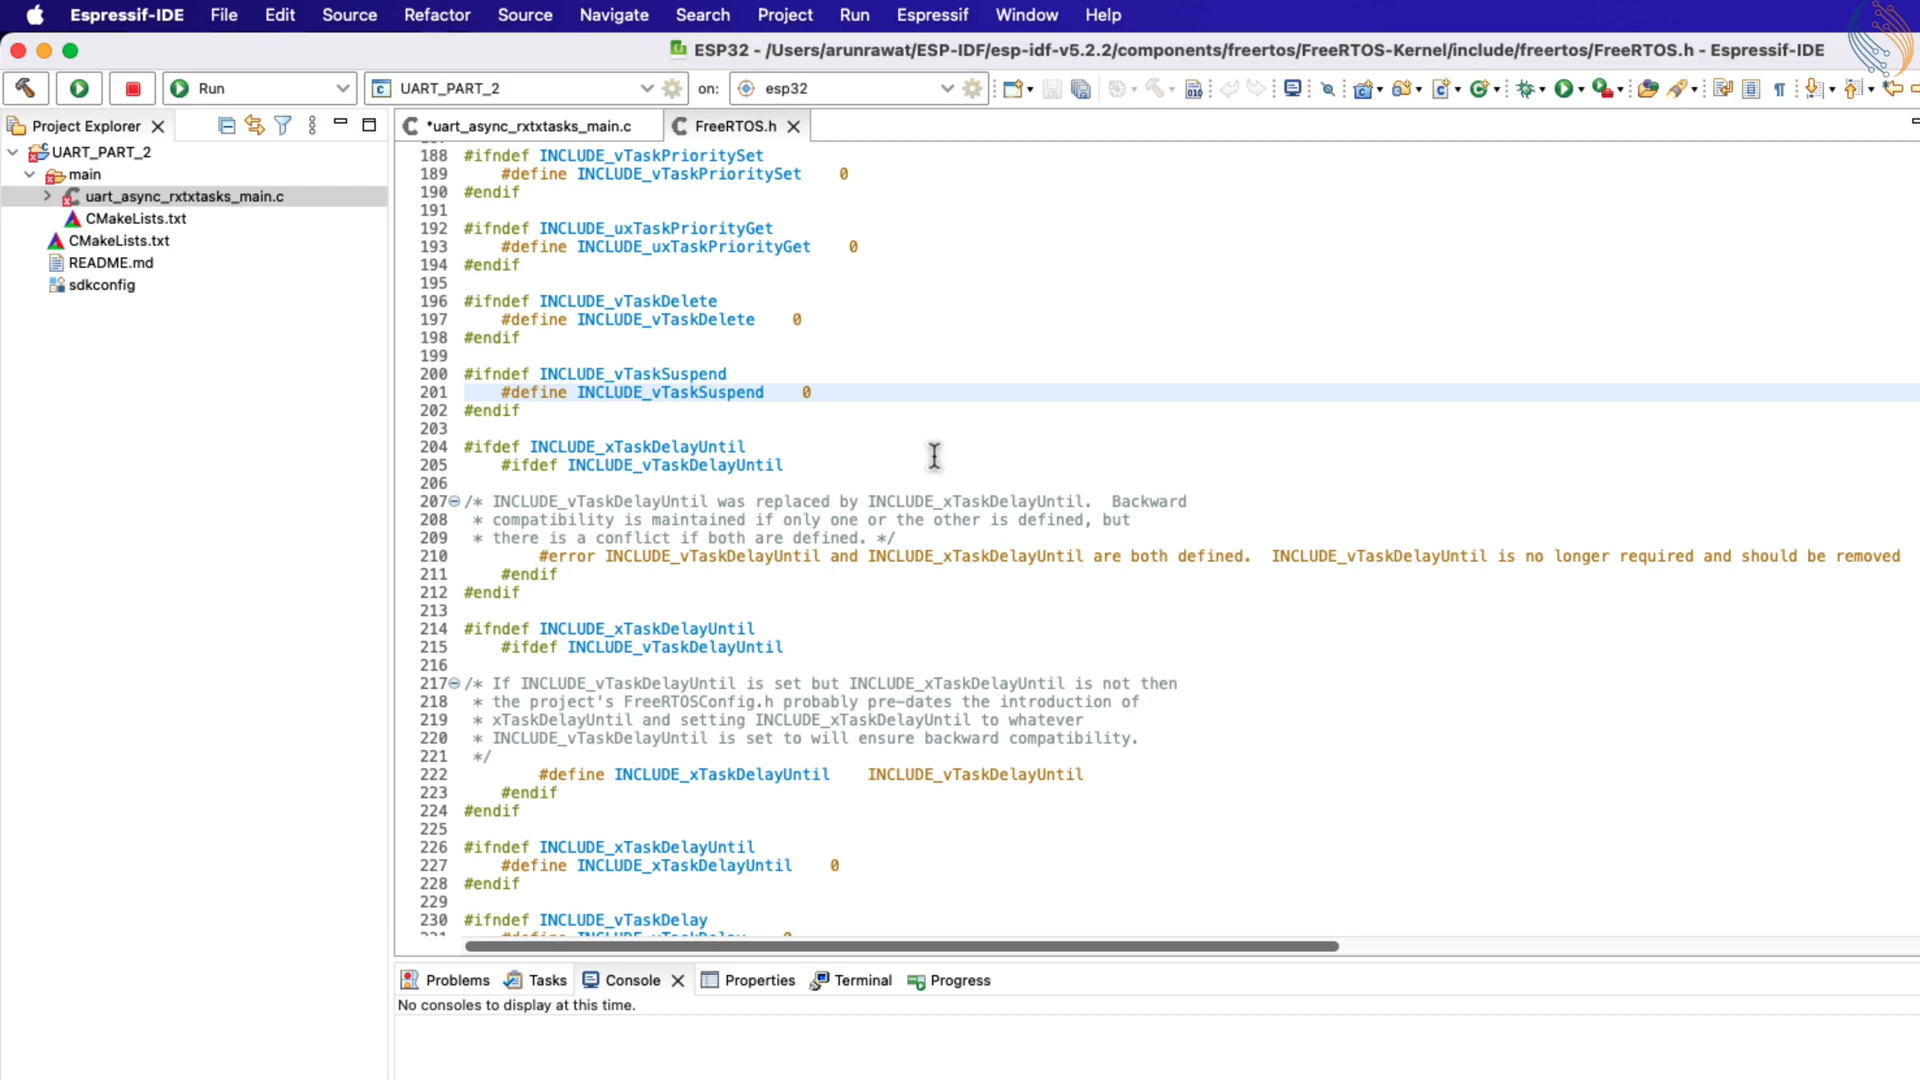 Espressif-IDE File Edit Source Refactor Source Navigate Search Project Run Espressif Window Help
ESP32 - /Users/arunrawat/ESP-IDF/esp-idf-v5.2.2/components/freertos/FreeRTOS-Kernel/include/freertos/FreeRTOS.h - Espressif-IDE
Run UART_PART_2 on: esp32
Project Explorer
UART_PART_2
main
uart_async_rxtxtasks_main.c
CMakeLists.txt
CMakeLists.txt
README.md
sdkconfig
*uart_async_rxtxtasks_main.c FreeRTOS.h
188 #ifndef INCLUDE_vTaskPrioritySet
189 #define INCLUDE_vTaskPrioritySet 0
190 #endif
191
192 #ifndef INCLUDE_uxTaskPriorityGet
193 #define INCLUDE_uxTaskPriorityGet 0
194 #endif
195
196 #ifndef INCLUDE_vTaskDelete
197 #define INCLUDE_vTaskDelete 0
198 #endif
199
200 #ifndef INCLUDE_vTaskSuspend
201 #define INCLUDE_vTaskSuspend 0
202 #endif
203
204 #ifdef INCLUDE_xTaskDelayUntil
205 #ifdef INCLUDE_vTaskDelayUntil
206
207 /* INCLUDE_vTaskDelayUntil was replaced by INCLUDE_xTaskDelayUntil. Backward
208 * compatibility is maintained if only one or the other is defined, but
209 * there is a conflict if both are defined. */
210 #error INCLUDE_vTaskDelayUntil and INCLUDE_xTaskDelayUntil are both defined. INCLUDE_vTaskDelayUntil is no longer required and should be removed
211 #endif
212 #endif
213
214 #ifndef INCLUDE_xTaskDelayUntil
215 #ifdef INCLUDE_vTaskDelayUntil
216
217 /* If INCLUDE_vTaskDelayUntil is set but INCLUDE_xTaskDelayUntil is not then
218 * the project's FreeRTOSConfig.h probably pre-dates the introduction of
219 * xTaskDelayUntil and setting INCLUDE_xTaskDelayUntil to whatever
220 * INCLUDE_vTaskDelayUntil is set to will ensure backward compatibility.
221 */
222 #define INCLUDE_xTaskDelayUntil INCLUDE_vTaskDelayUntil
223 #endif
224 #endif
225
226 #ifndef INCLUDE_xTaskDelayUntil
227 #define INCLUDE_xTaskDelayUntil 0
228 #endif
229
230 #ifndef INCLUDE_vTaskDelay
Problems Tasks Console Properties Terminal Progress
No consoles to display at this time.